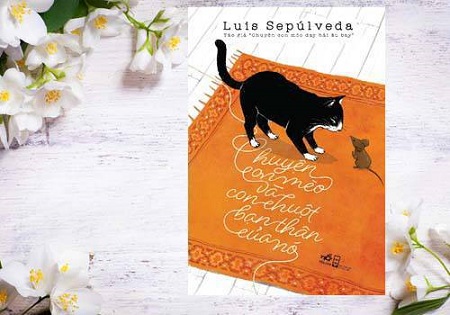 Luis Sepúlveda
Tác giả "Chuyện con mèo dạy hải âu bay"
Chuyện
con mèo
và
con chuột
bạn thân
của nó